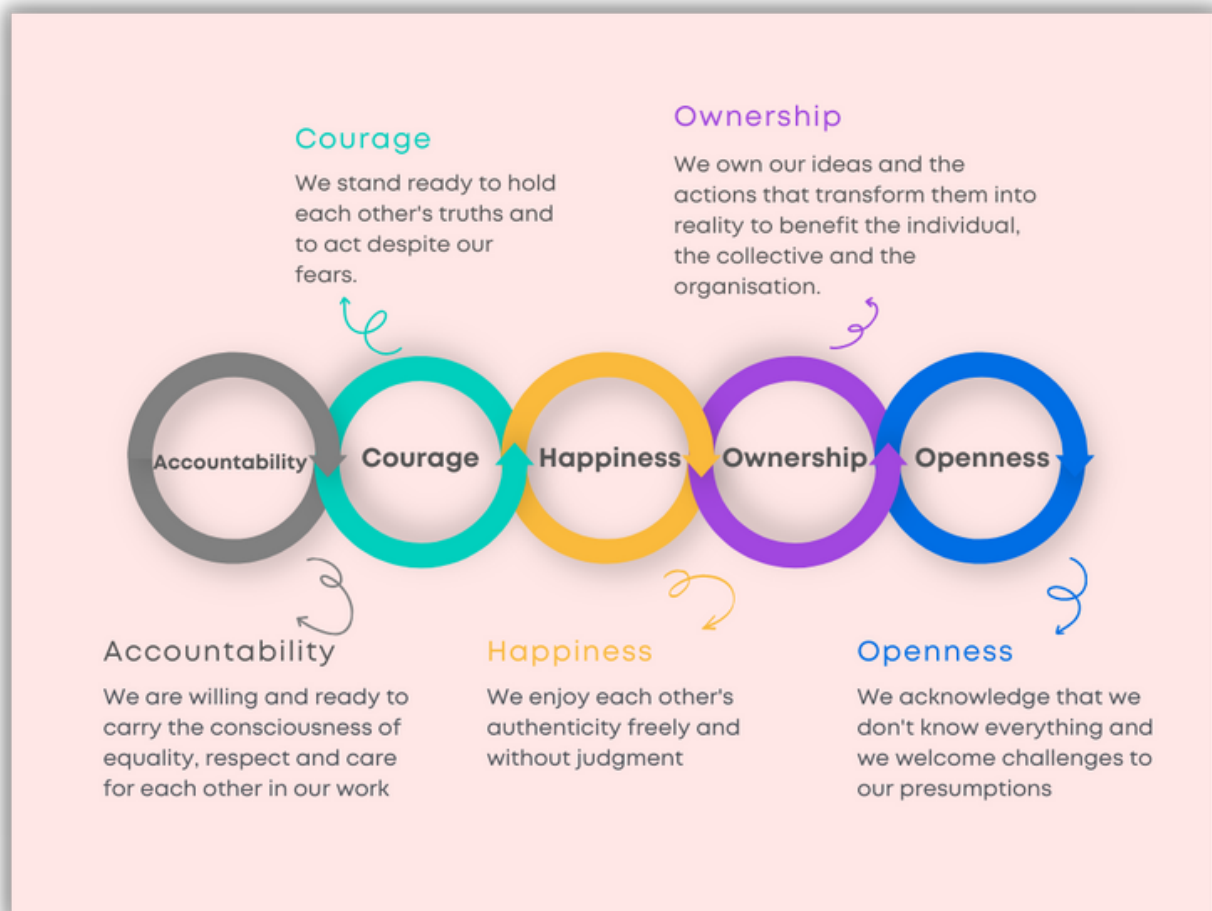 Courage
We stand ready to hold
each other's truths and
to act despite our
fears.
Ownership
We own our ideas and the
actions that transform them into
reality to benefit the individual,
the collective and the
organisation.
Accountability
Courage
Happiness
Ownership
Openness
Accountability
We are willing and ready to
carry the consciousness of
equality, respect and care
for each other in our work
Happiness
We enjoy each other's
authenticity freely and
without judgment
Openness
We acknowledge that we
don't know everything and
we welcome challenges to
our presumptions